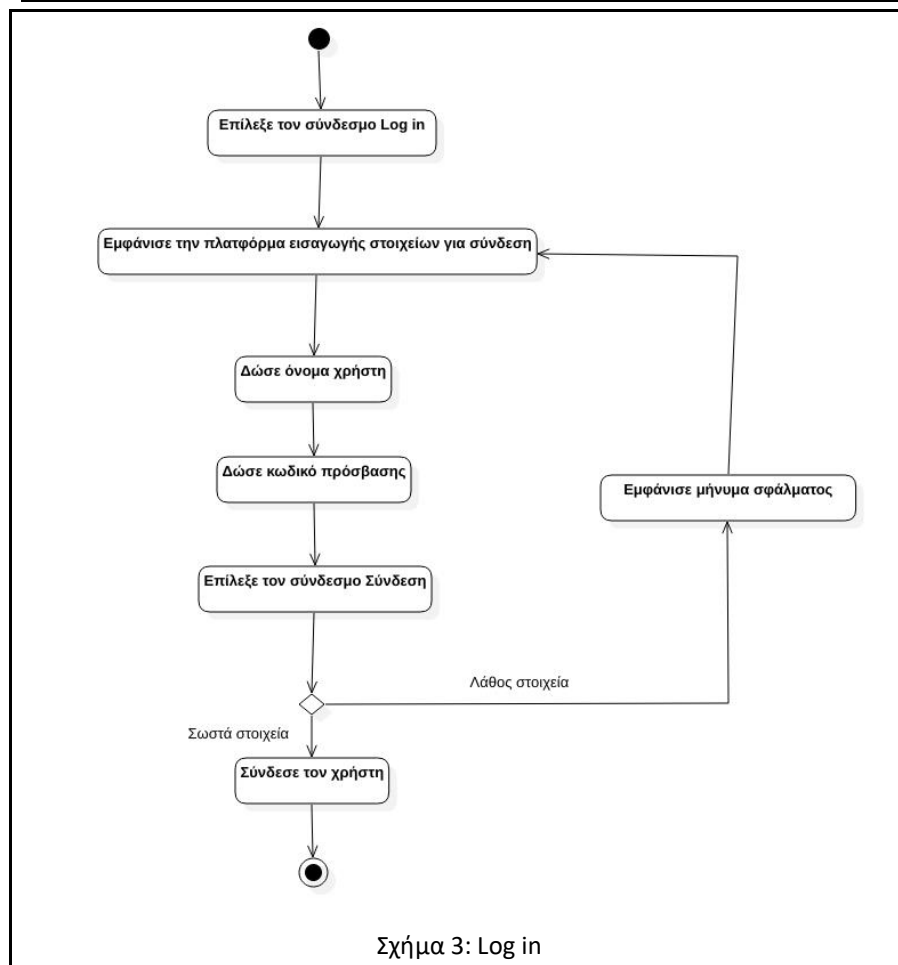 Επίλεξε τον σύνδεσμο Log in
Εμφάνισε την πλατφόρμα εισαγωγής στοιχείων για σύνδεση
Δώσε όνομα χρήστη
Δώσε κωδικό πρόσβασης
Εμφάνισε μήνυμα σφάλματος
Επίλεξε τον σύνδεσμο Σύνδεση
Λάθος στοιχεία
Σωστά στοιχεία
Σύνδεσε τον χρήστη
Σχήμα 3: Log in